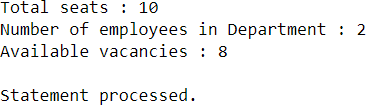 Total seats : 10
Number of employees in Department : 2
Available vacancies : 8
Statement processed.